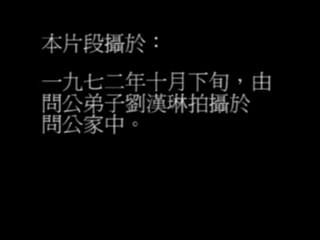 本片段攝於：
一九七二年十月下旬，由
問公弟子劉漢琳拍攝於
問公家中。